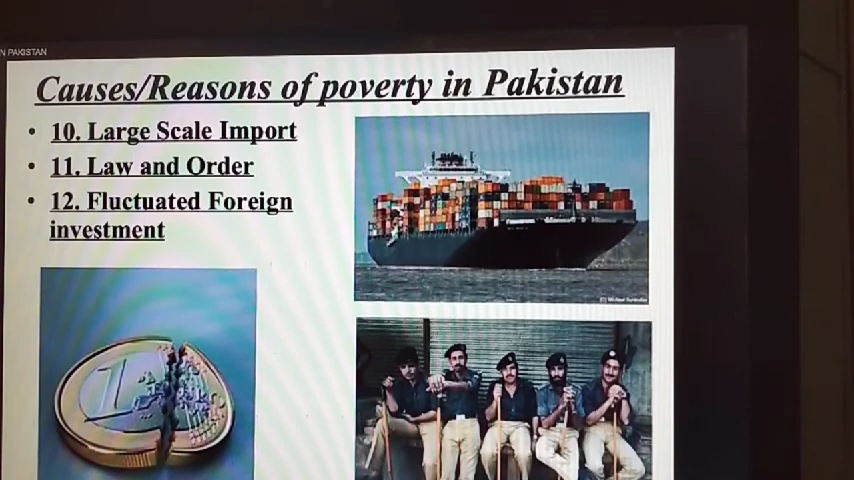 N PAKISTAN
Causes/Reasons of poverty in Pakistan
• 10. Large Scale Import
• 11. Law and Order
• 12. Fluctuated Foreign
investment
1